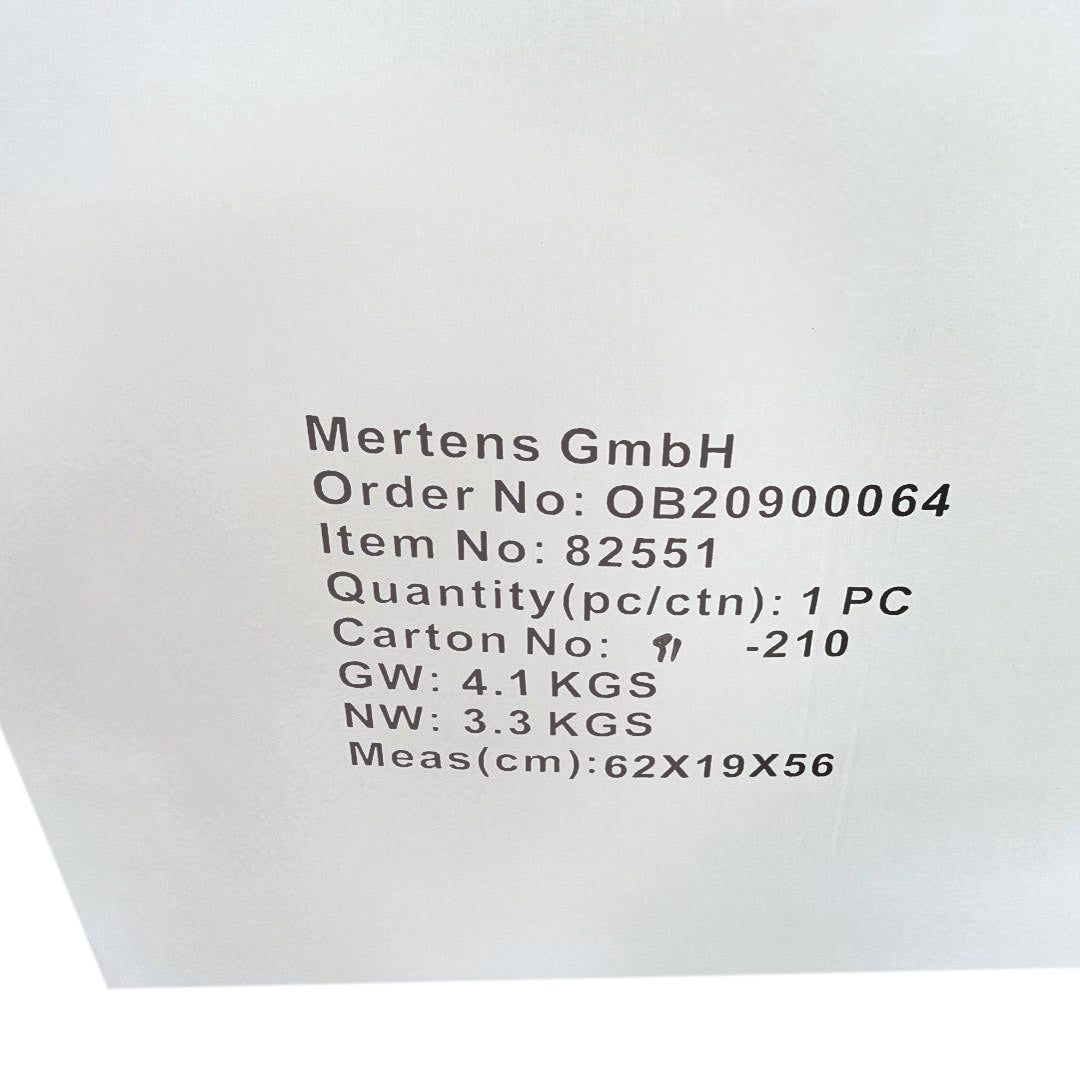 Mertens GmbH
Order No: OB20900064
Item No: 82551
Quantity(pc/ctn): 1 PC
Carton No: 91 -210
GW: 4.1 KGS
NW: 3.3 KGS
Meas(cm):62X19X56